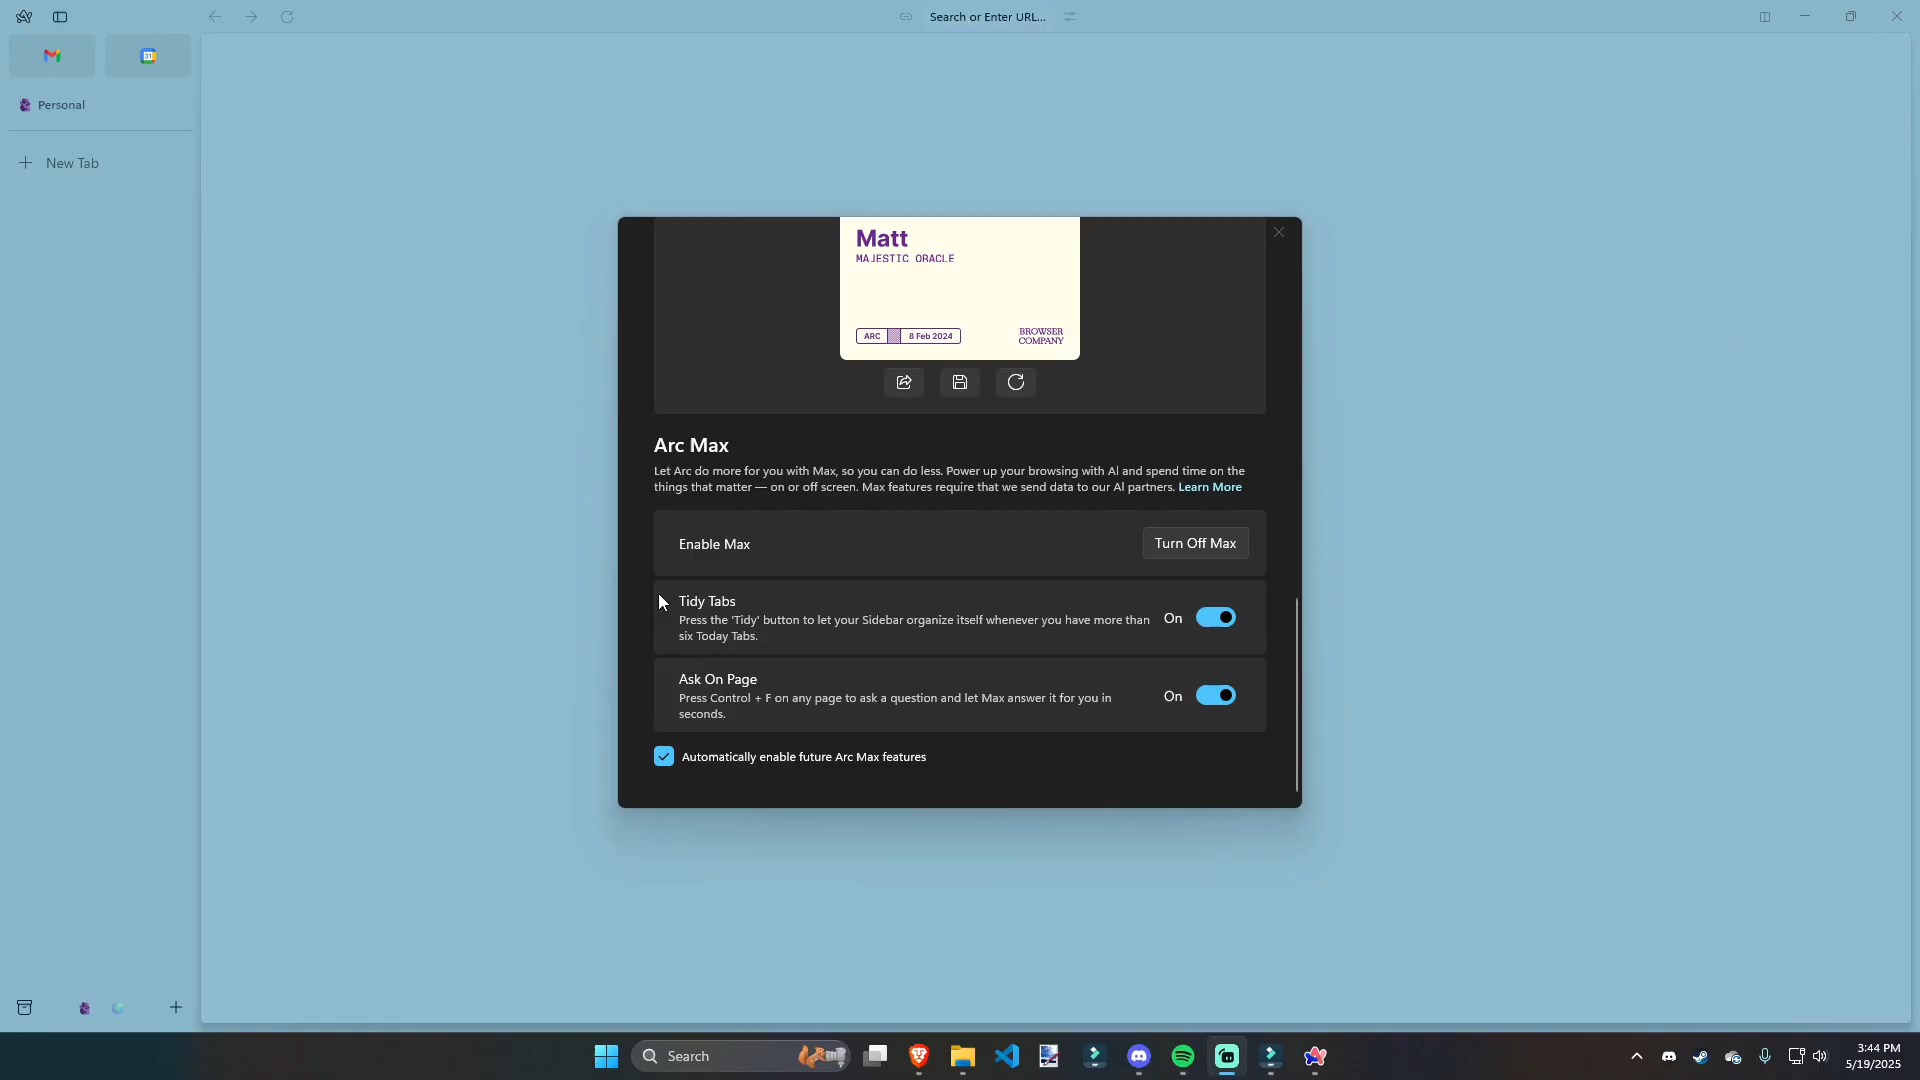 Search or Enter URL...
31
Personal
New Tab
Matt
MAJESTIC ORACLE
ARC
8 Feb 2024
BROWSER
COMPANY
Arc Max
Let Arc do more for you with Max, so you can do less. Power up your browsing with AI and spend time on the
things that matter — on or off screen. Max features require that we send data to our AI partners. Learn More
Enable Max
Turn Off Max
Tidy Tabs
Press the 'Tidy' button to let your Sidebar organize itself whenever you have more than
six Today Tabs.
On
Ask On Page
Press Control + F on any page to ask a question and let Max answer it for you in
seconds.
On
Automatically enable future Arc Max features
Search
3:44 PM
5/19/2025